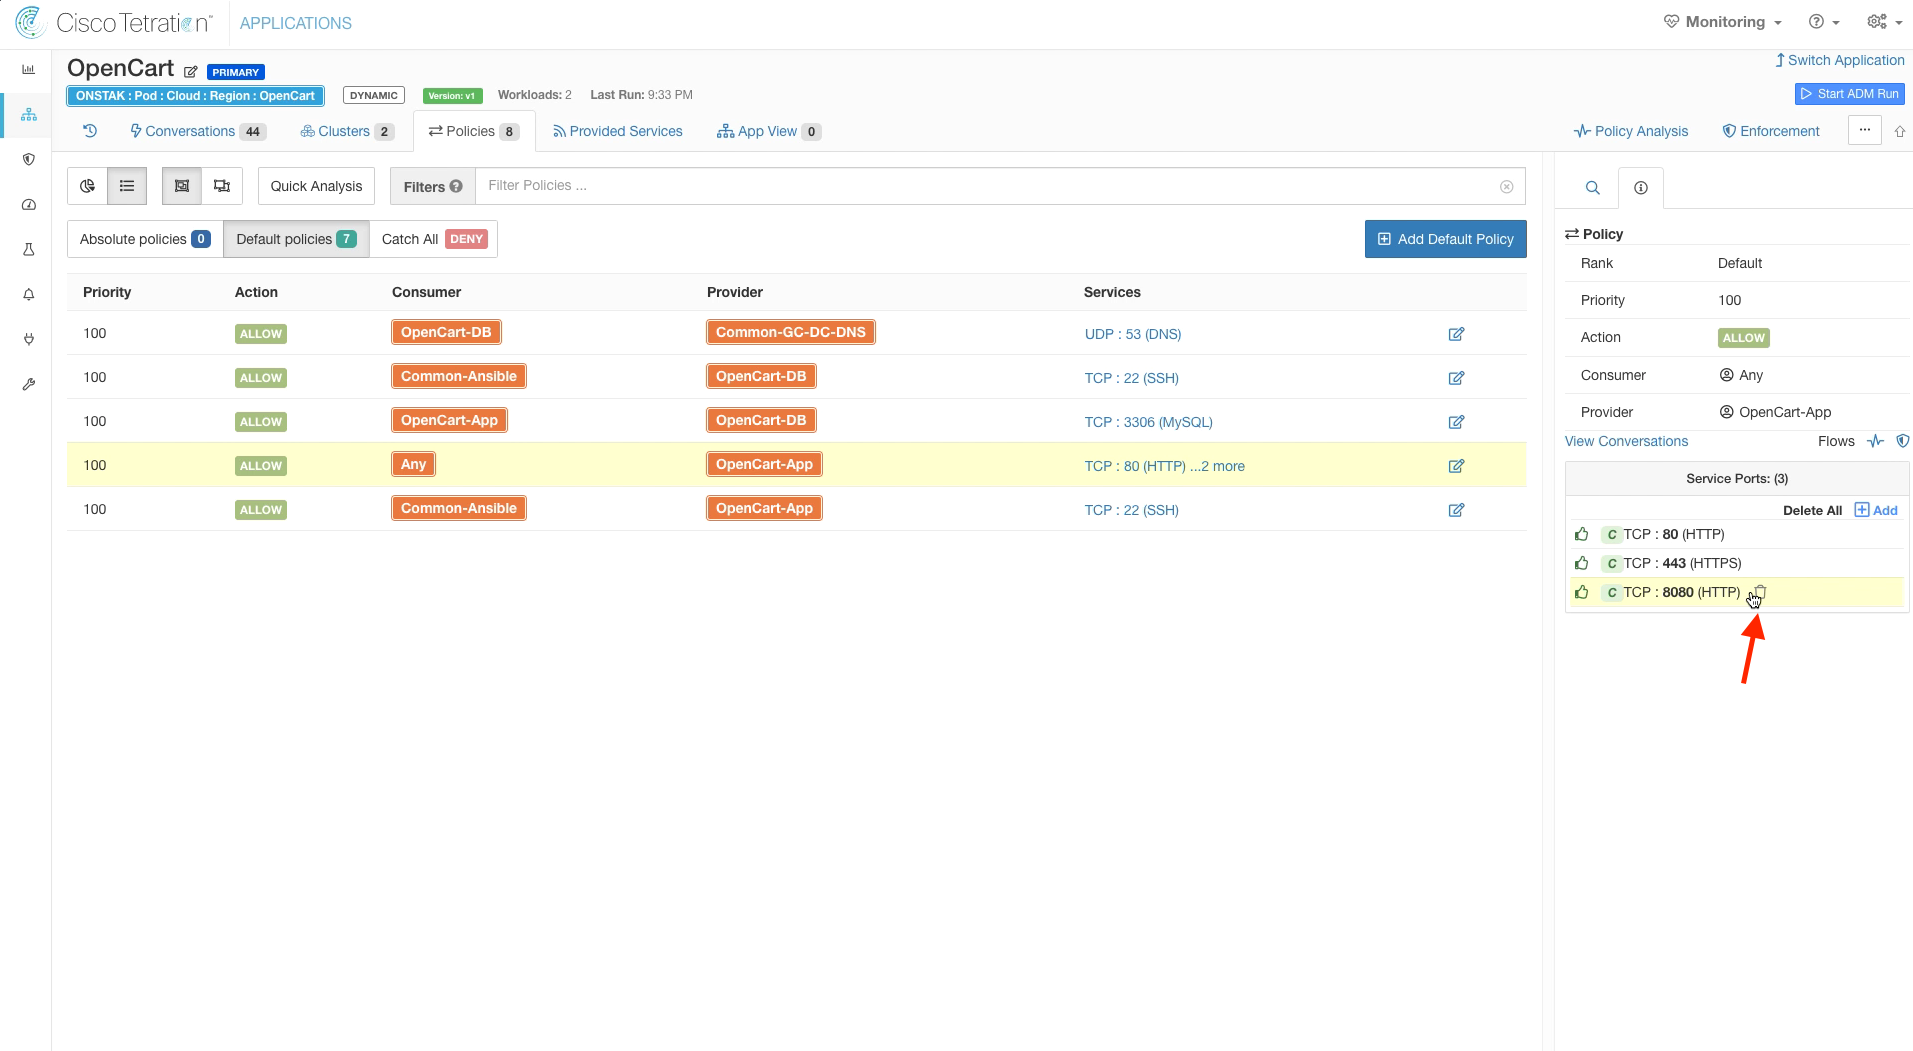 Cisco Tetration™ APPLICATIONS Monitoring
OpenCart PRIMARY Switch Application
ONSTAK : Pod : Cloud : Region : OpenCart DYNAMIC Version: v1 Workloads: 2 Last Run: 9:33 PM Start ADM Run
Conversations 44 Clusters 2 Policies 8 Provided Services App View 0 Policy Analysis Enforcement ...
Quick Analysis Filters ? Filter Policies ...
Absolute policies 0 Default policies 7 Catch All DENY Add Default Policy
Priority Action Consumer Provider Services
100 ALLOW OpenCart-DB Common-GC-DC-DNS UDP : 53 (DNS)
100 ALLOW Common-Ansible OpenCart-DB TCP : 22 (SSH)
100 ALLOW OpenCart-App OpenCart-DB TCP : 3306 (MySQL)
100 ALLOW Any OpenCart-App TCP : 80 (HTTP) ...2 more
100 ALLOW Common-Ansible OpenCart-App TCP : 22 (SSH)
Policy
Rank Default
Priority 100
Action ALLOW
Consumer Any
Provider OpenCart-App
View Conversations Flows
Service Ports: (3)
Delete All Add
C TCP : 80 (HTTP)
C TCP : 443 (HTTPS)
C TCP : 8080 (HTTP)